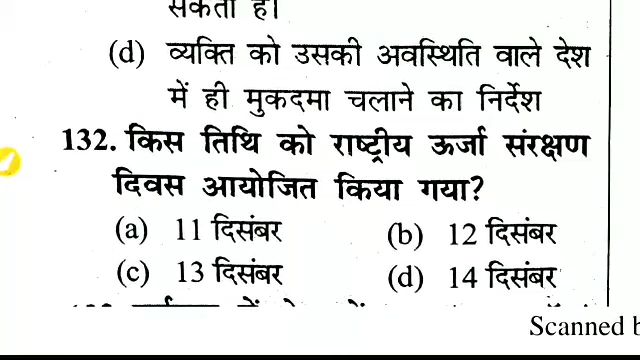 सकता है।
(d) व्यक्ति को उसकी अवस्थिति वाले देश
में ही मुकदमा चलाने का निर्देश
132. किस तिथि को राष्ट्रीय ऊर्जा संरक्षण
दिवस आयोजित किया गया?
(a) 11 दिसंबर (b) 12 दिसंबर
(c) 13 दिसंबर (d) 14 दिसंबर
Scanned b